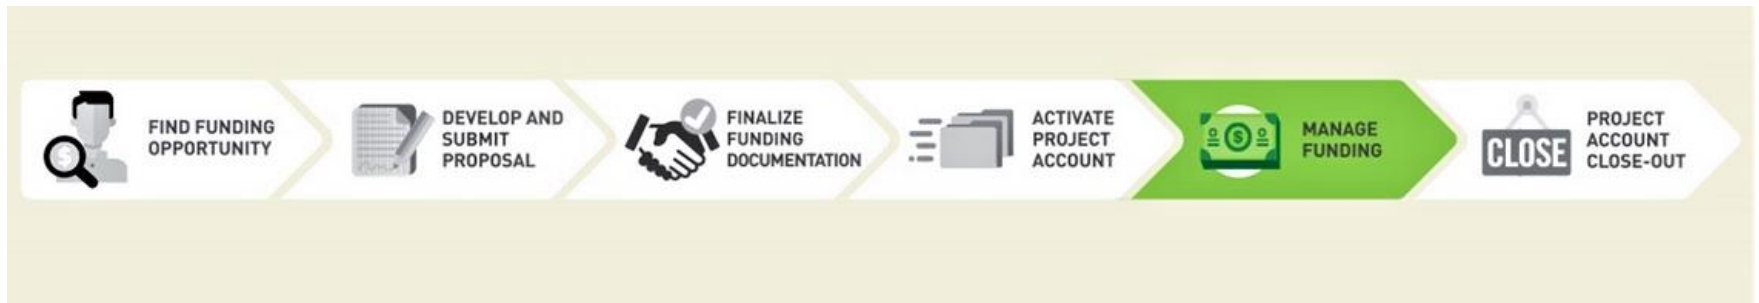 FIND FUNDING
OPPORTUNITY
DEVELOP AND
SUBMIT
PROPOSAL
FINALIZE
FUNDING
DOCUMENTATION
ACTIVATE
PROJECT
ACCOUNT
$
MANAGE
FUNDING
CLOSE
PROJECT
ACCOUNT
CLOSE-OUT